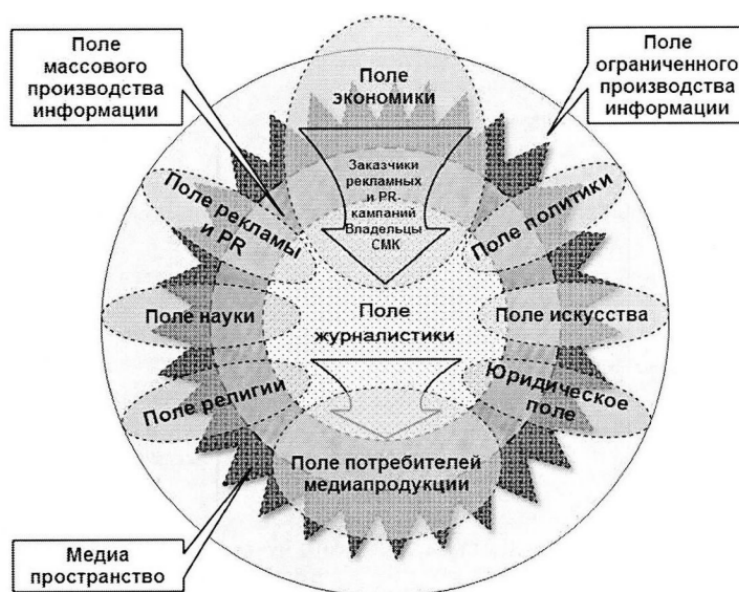 Поле
массового
производства
информации
Поле
ограниченного
производства
информации
Поле
экономики
Заказчики
рекламных
и PR-
кампаний
Владельцы
СМК
Поле рекламы
и PR
Поле политики
Поле науки
Поле
журналистики
Поле искусства
Поле религии
Юридическое
поле
Поле потребителей
медиапродукции
Медиа
пространство